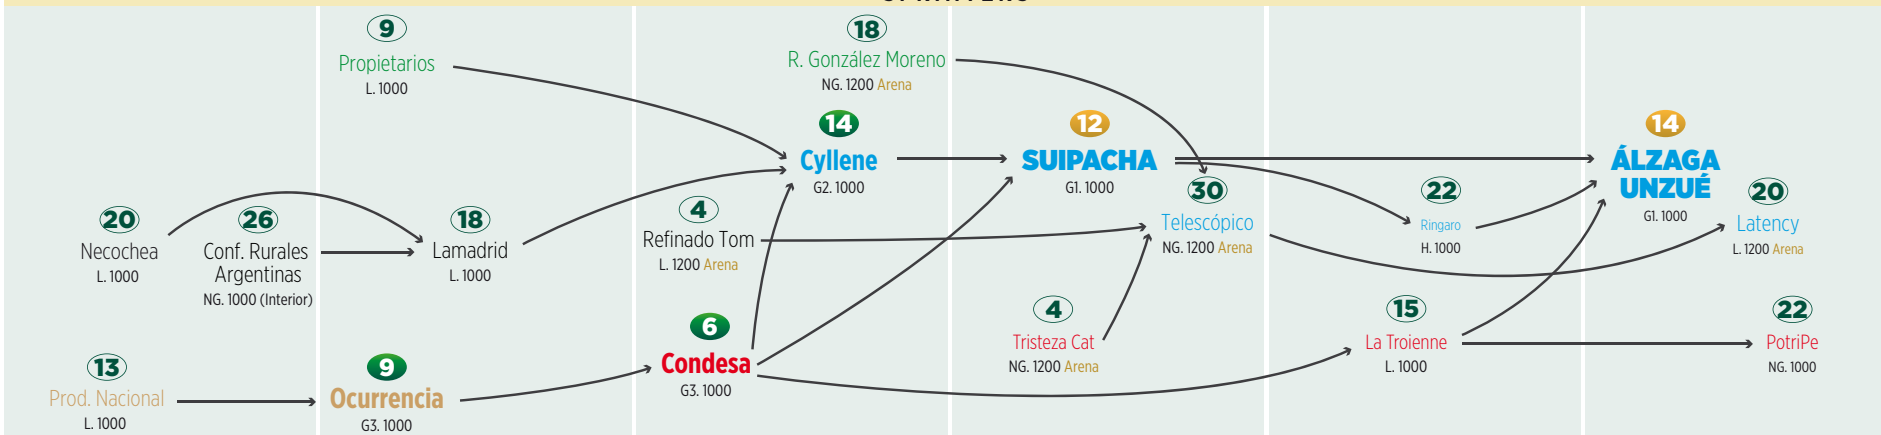 9
Propietarios
L. 1000
18
R. González Moreno
NG. 1200 Arena
14
Cyllene
G2. 1000
12
SUIPACHA
G1. 1000
14
ÁLZAGA
UNZUÉ
G1. 1000
20
Necochea
L. 1000
26
Conf. Rurales
Argentinas
NG. 1000 (Interior)
18
Lamadrid
L. 1000
4
Refinado Tom
L. 1200 Arena
30
Telescópico
NG. 1200 Arena
22
Ringaro
H. 1000
20
Latency
L. 1200 Arena
13
Prod. Nacional
L. 1000
9
Ocurrencia
G3. 1000
6
Condesa
G3. 1000
4
Tristeza Cat
NG. 1200 Arena
15
La Troienne
L. 1000
22
PotriPe
NG. 1000